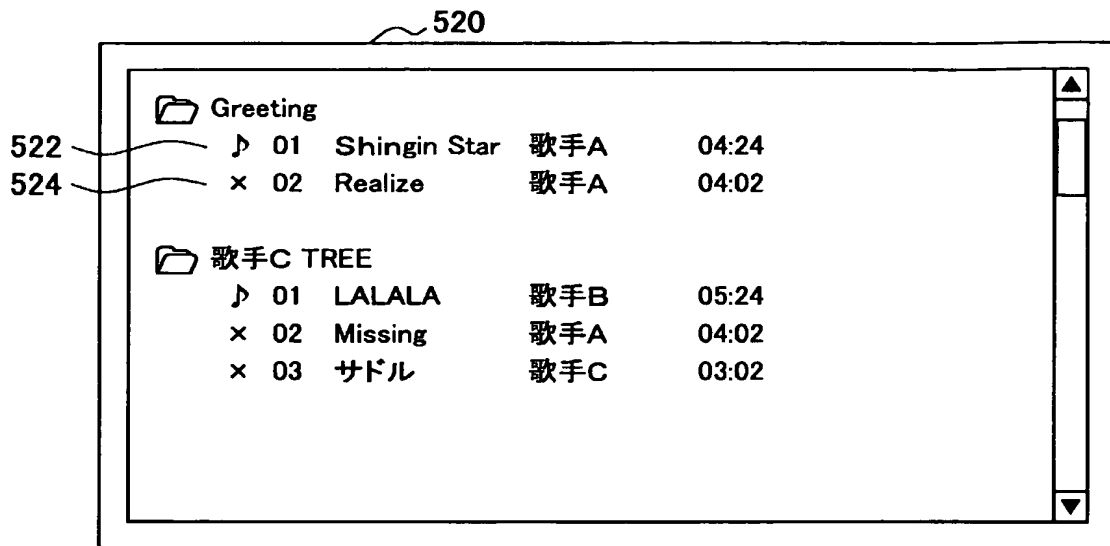 520
Greeting
522 ♪ 01 Shingin Star 歌手A 04:24
524 × 02 Realize 歌手A 04:02
歌手C TREE
♪ 01 LALALA 歌手B 05:24
× 02 Missing 歌手A 04:02
× 03 サドル 歌手C 03:02